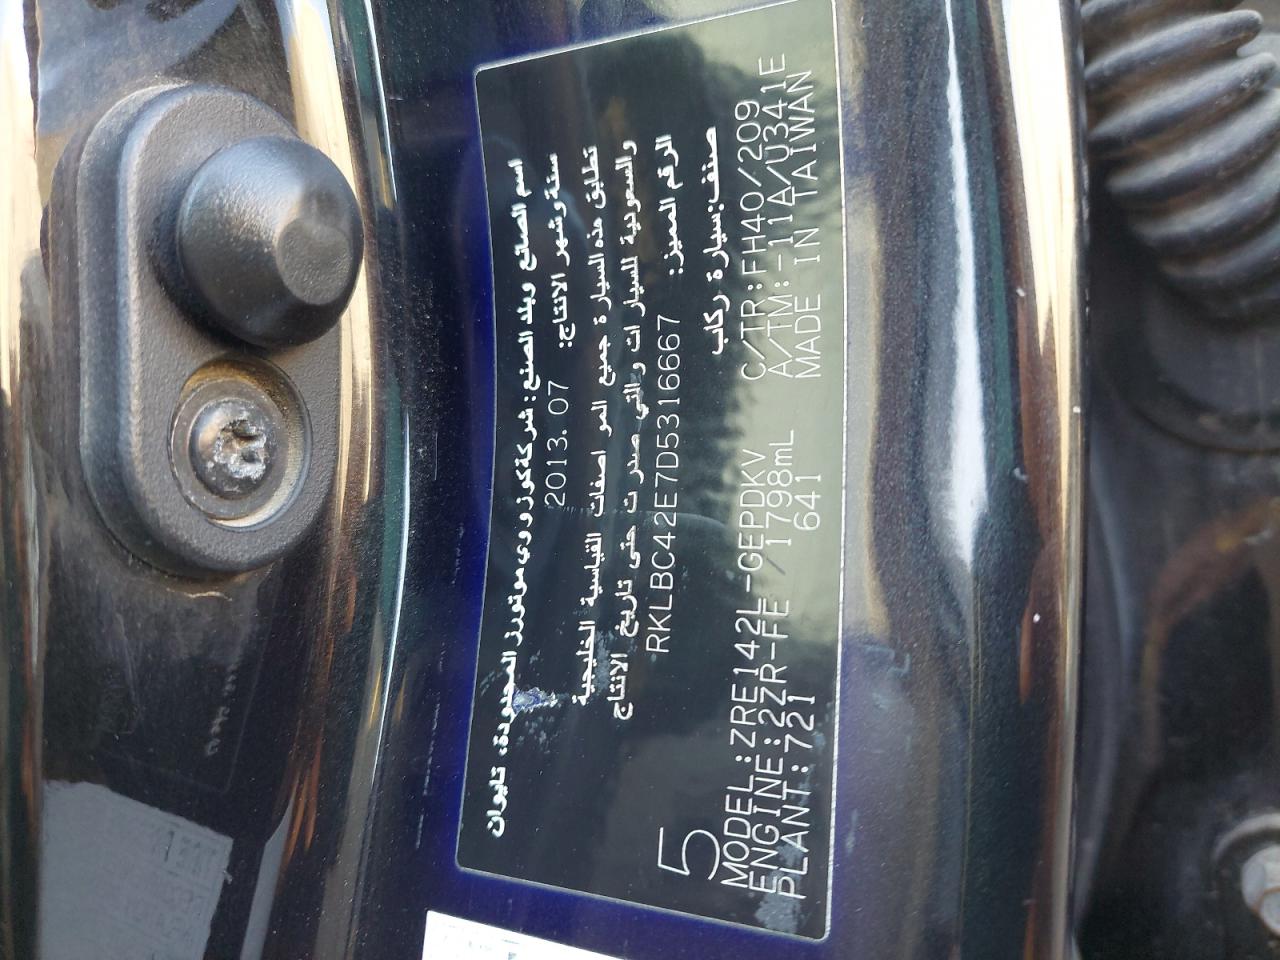 اسم الصانع وبلد الصنع: شركة كوزووي موتورز المحدودة، تايوان
سنة وشهر الانتاج: 2013.07
تطابق هذه السيارة جميع المواصفات القياسية الخليجية
والسعودية للسيارات والتي صدرت حتى تاريخ الانتاج
الرقم المميز: RKLBC42E7D5316667
صنف: سيارة ركاب
5
MODEL:ZRE142L-GEPDKV C/TR:FH40/209
ENGINE:2ZR-FE/1798mL A/TM:-11A/U341E
PLANT:721 641 MADE IN TAIWAN